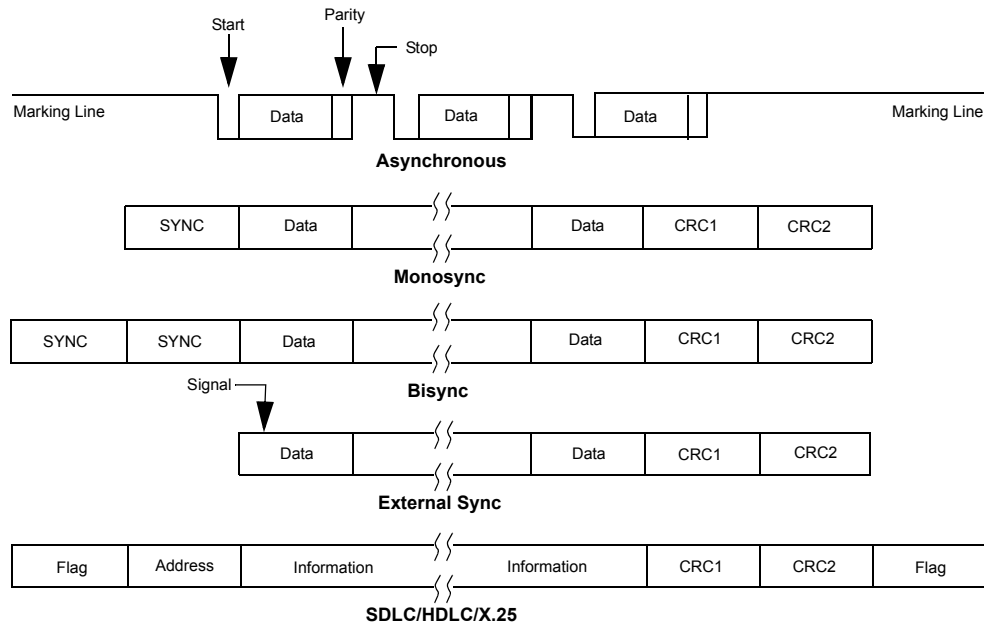 Start
Parity
Stop
Marking Line
Data
Data
Data
Marking Line
Asynchronous
SYNC
Data
Data
CRC1
CRC2
Monosync
SYNC
SYNC
Data
Data
CRC1
CRC2
Bisync
Signal
Data
Data
CRC1
CRC2
External Sync
Flag
Address
Information
Information
CRC1
CRC2
Flag
SDLC/HDLC/X.25